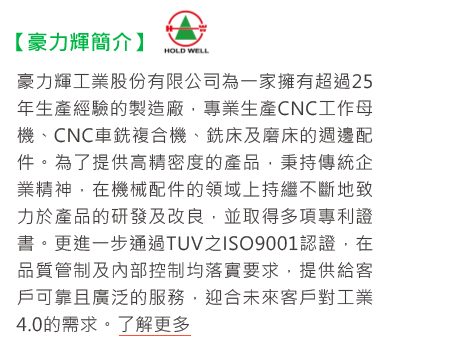 【豪力輝簡介】
HOLD WELL
豪力輝工業股份有限公司為一家擁有超過25
年生產經驗的製造廠，專業生產CNC工作母
機、CNC車銑複合機、銑床及磨床的週邊配
件。為了提供高精密度的產品，秉持傳統企
業精神，在機械配件的領域上持繼不斷地致
力於產品的研發及改良，並取得多項專利證
書。更進一步通過TUV之ISO9001認證，在
品質管制及內部控制均落實要求，提供給客
戶可靠且廣泛的服務，迎合未來客戶對工業
4.0的需求。了解更多